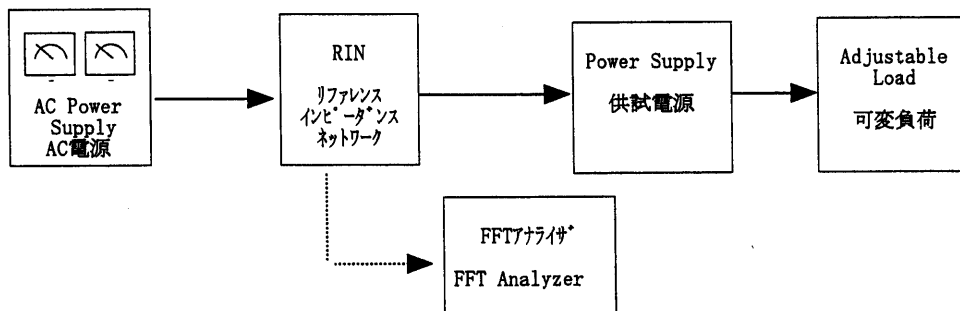 AC Power
Supply
AC電源
RIN
リファレンス
インピーダンス
ネットワーク
Power Supply
供試電源
Adjustable
Load
可変負荷
FFTアナライザ
FFT Analyzer